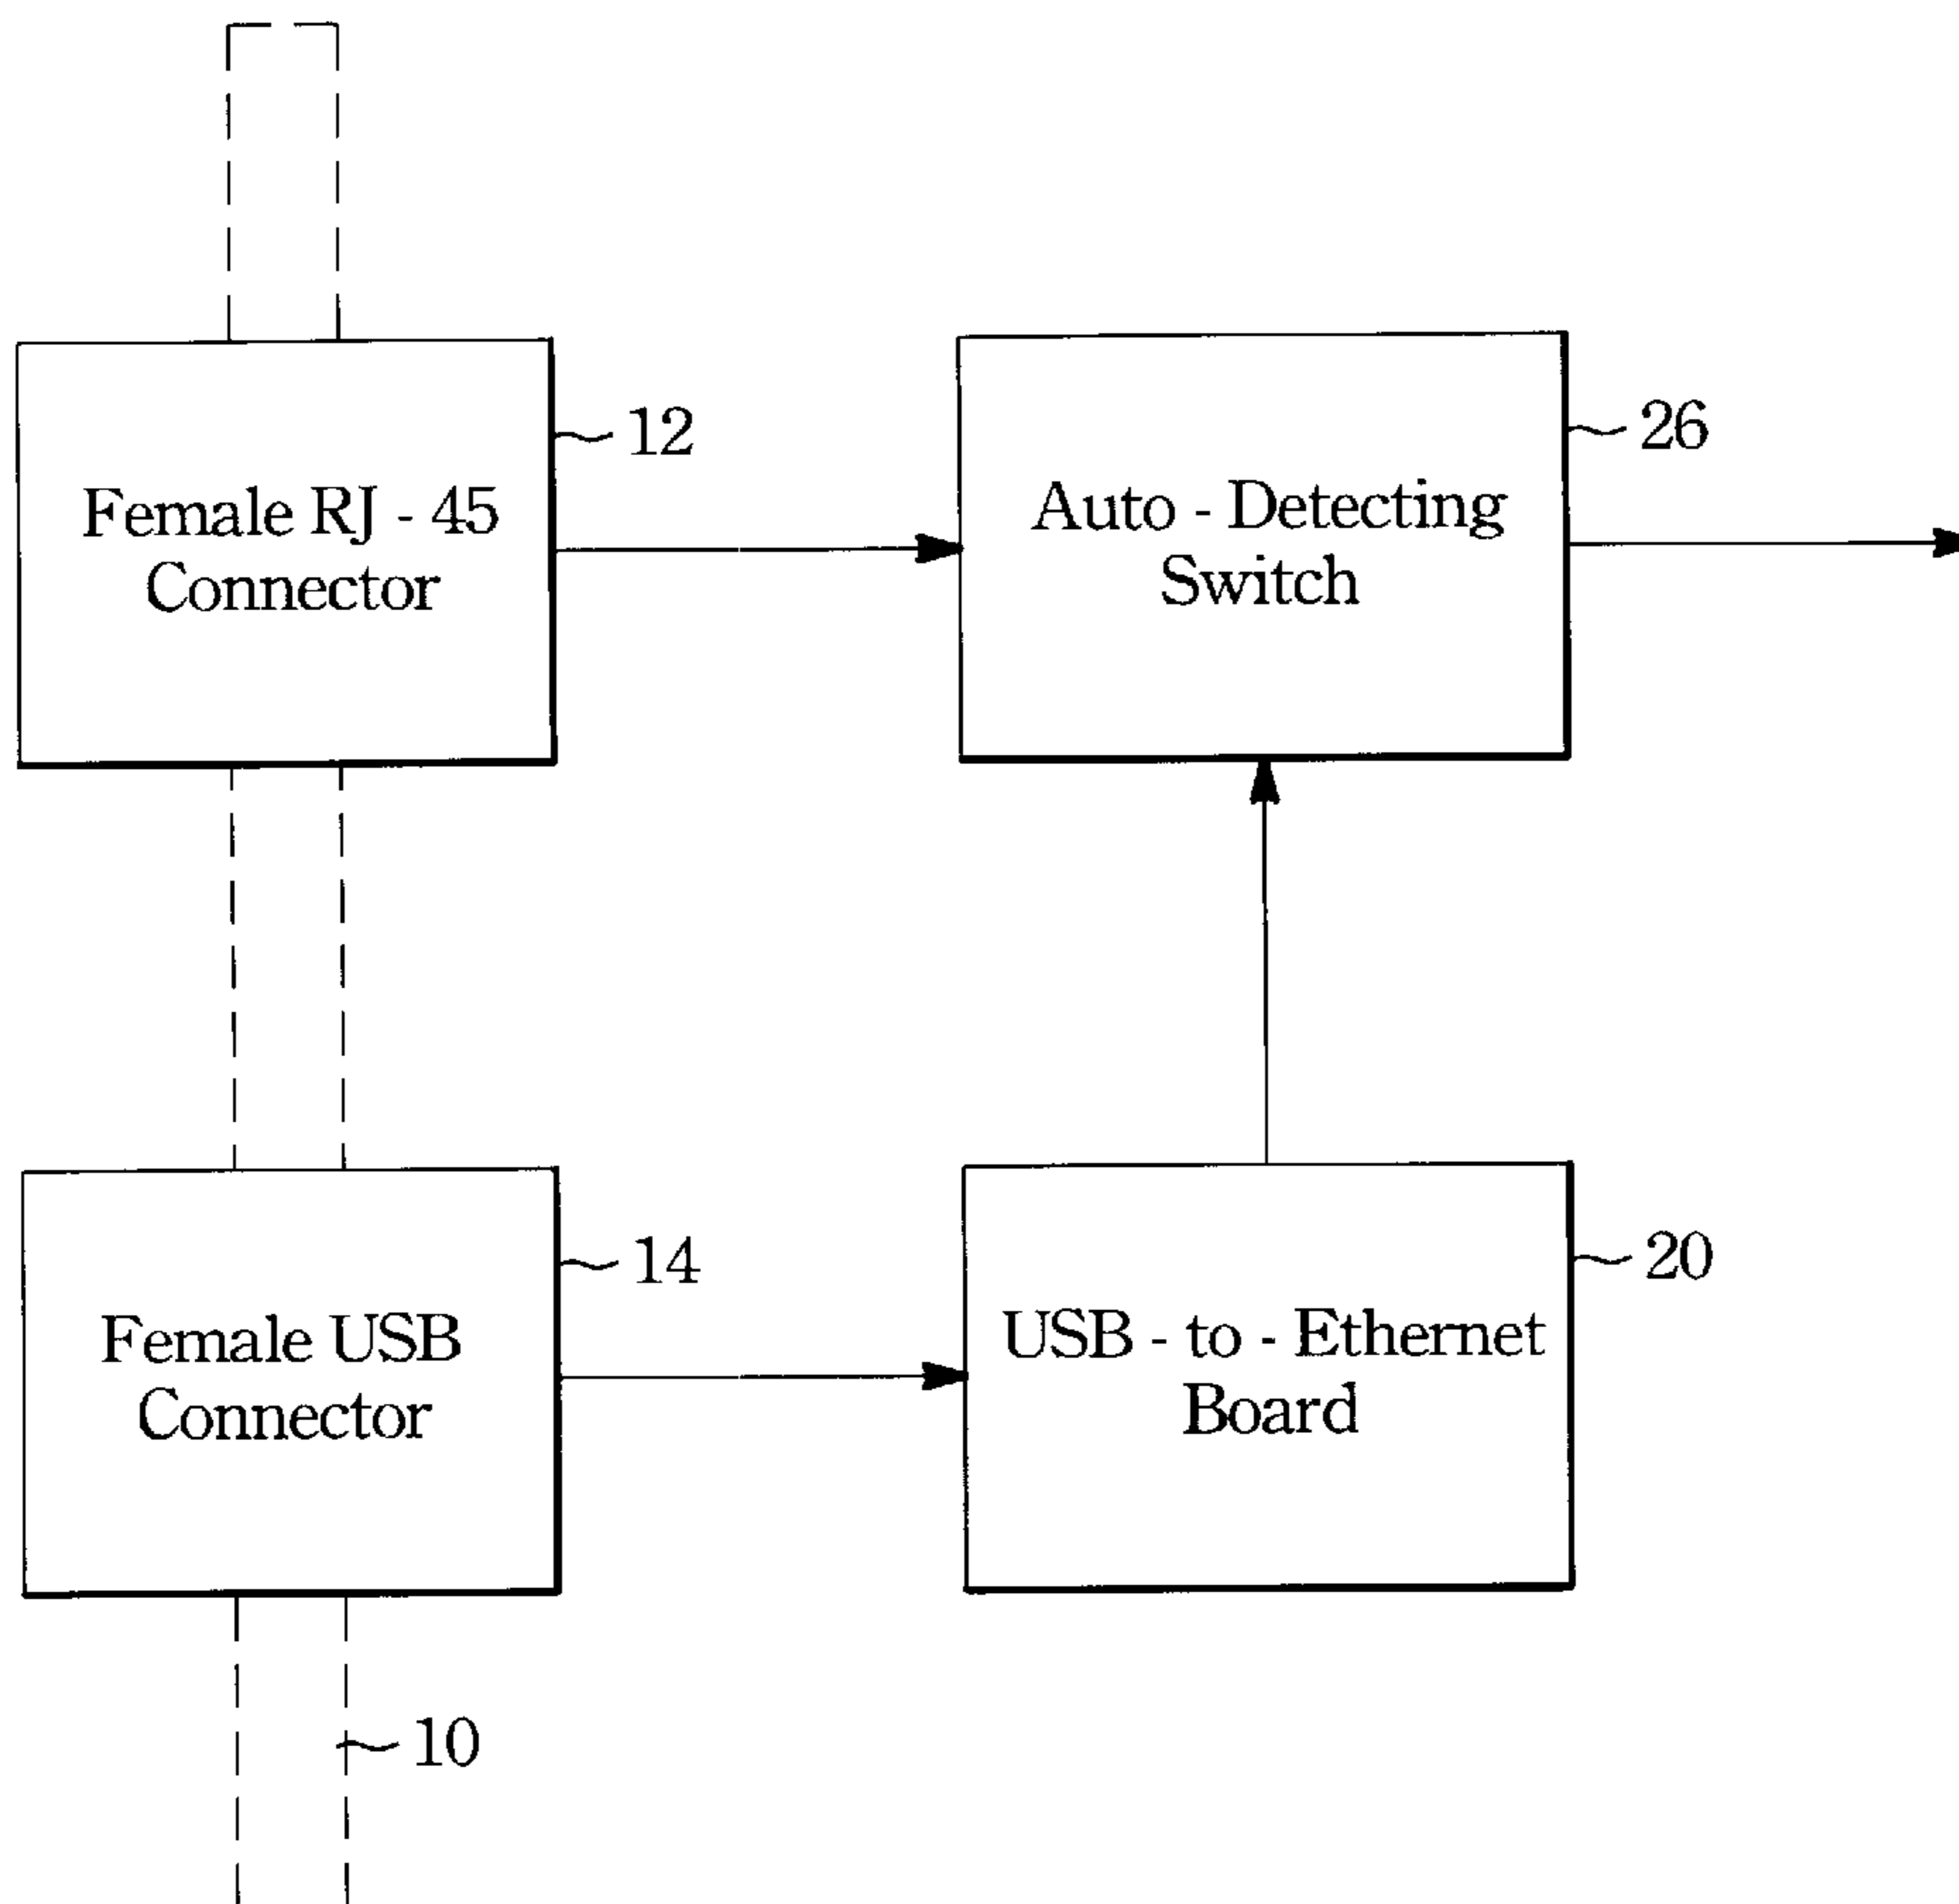 12
Female RJ - 45
Connector
26
Auto - Detecting
Switch
14
Female USB
Connector
20
USB - to - Ethernet
Board
10